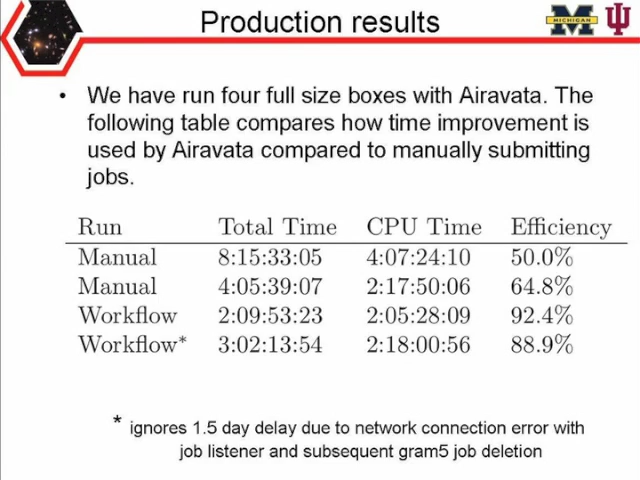 Production results
MICHIGAN
• We have run four full size boxes with Airavata. The
following table compares how time improvement is
used by Airavata compared to manually submitting
jobs.
Run Total Time CPU Time Efficiency
Manual 8:15:33:05 4:07:24:10 50.0%
Manual 4:05:39:07 2:17:50:06 64.8%
Workflow 2:09:53:23 2:05:28:09 92.4%
Workflow* 3:02:13:54 2:18:00:56 88.9%
* ignores 1.5 day delay due to network connection error with
job listener and subsequent gram5 job deletion